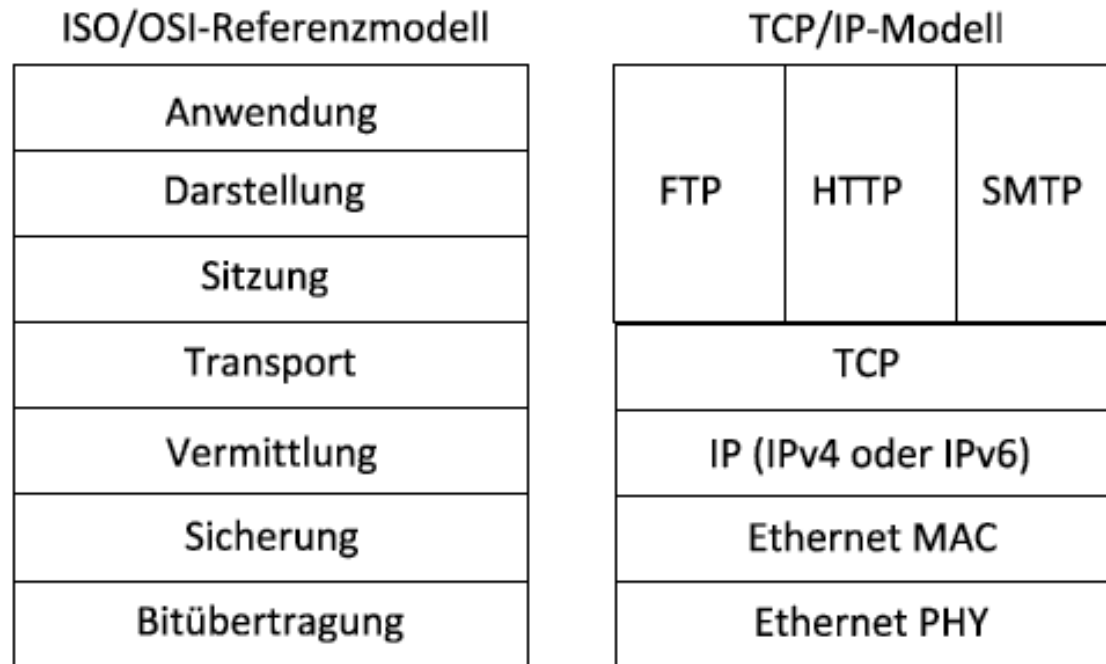 ISO/OSI-Referenzmodell
Anwendung
Darstellung
Sitzung
Transport
Vermittlung
Sicherung
Bitübertragung
TCP/IP-Modell
FTP
HTTP
SMTP
TCP
IP (IPv4 oder IPv6)
Ethernet MAC
Ethernet PHY